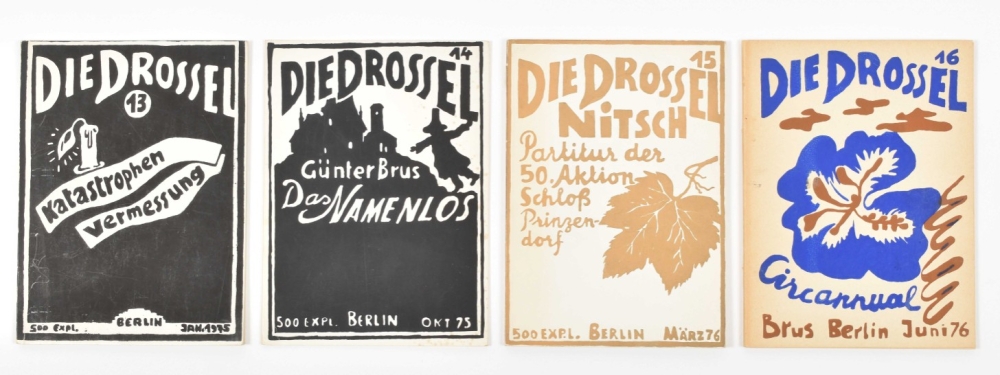 DIE DROSSEL
13
Katastrophen
vermessung
500 EXPL. BERLIN JAN. 1975
14
DIE DROSSEL
Günter Brus
Das NAMENLOS
500 EXPL. BERLIN OKT 75
15
DIE DROSSEL
NITSCH
Partitur der
50. Aktion
Schloß
Prinzen-
dorf
500 EXPL. BERLIN MÄRZ 76
16
DIE DROSSEL
Circannual
Brus Berlin Juni 76